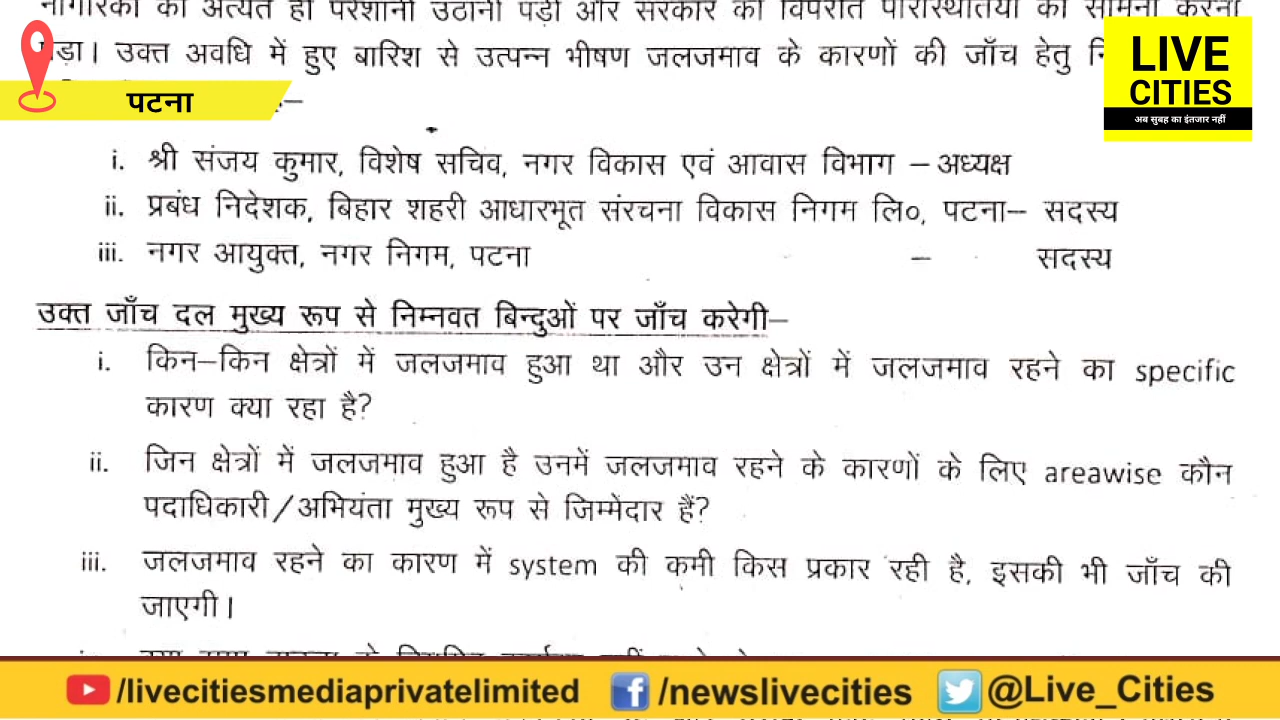 नागरिकों को अत्यंत ही परेशानी उठानी पड़ी और सरकार को विपरीत परिस्थितियों का सामना करना
पड़ा। उक्त अवधि में हुए बारिश से उत्पन्न भीषण जलजमाव के कारणों की जाँच हेतु
LIVE
CITIES
अब सुबह का इंतजार नहीं
पटना
i. श्री संजय कुमार, विशेष सचिव, नगर विकास एवं आवास विभाग – अध्यक्ष
ii. प्रबंध निदेशक, बिहार शहरी आधारभूत संरचना विकास निगम लि०, पटना– सदस्य
iii. नगर आयुक्त, नगर निगम, पटना – सदस्य
उक्त जाँच दल मुख्य रूप से निम्नवत बिन्दुओं पर जाँच करेगी–
i. किन–किन क्षेत्रों में जलजमाव हुआ था और उन क्षेत्रों में जलजमाव रहने का specific
कारण क्या रहा है?
ii. जिन क्षेत्रों में जलजमाव हुआ है उनमें जलजमाव रहने के कारणों के लिए areawise कौन
पदाधिकारी/अभियंता मुख्य रूप से जिम्मेदार हैं?
iii. जलजमाव रहने का कारण में system की कमी किस प्रकार रही है, इसकी भी जाँच की
जाएगी।
/livecitiesmediaprivatelimited /newslivecities @Live_Cities